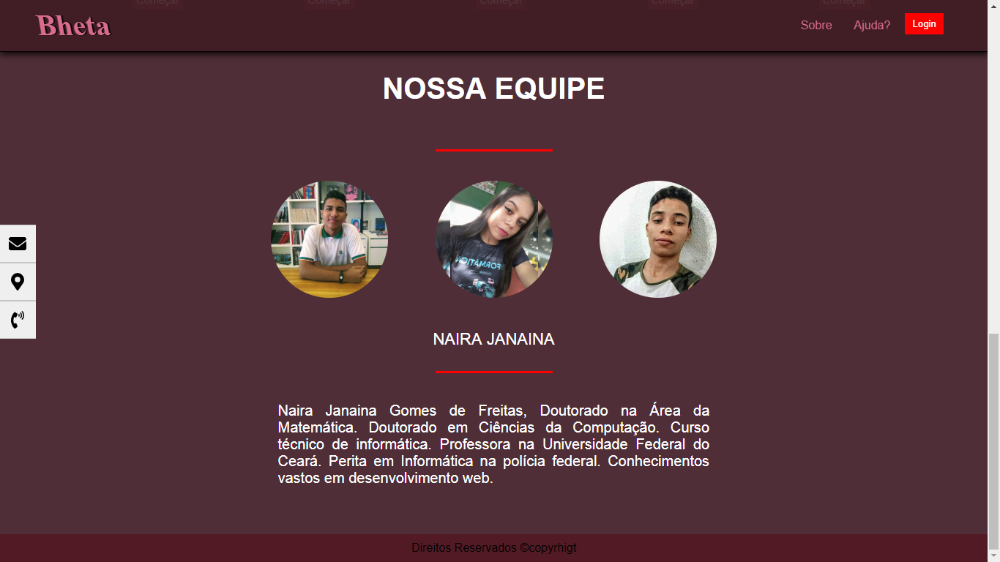 Começar Começar Começar Começar Começar
Bheta
Sobre Ajuda? Login
NOSSA EQUIPE
NAIRA JANAINA
Naira Janaina Gomes de Freitas, Doutorado na Área da
Matemática. Doutorado em Ciências da Computação. Curso
técnico de informática. Professora na Universidade Federal do
Ceará. Perita em Informática na polícia federal. Conhecimentos
vastos em desenvolvimento web.
Direitos Reservados ©copyrhigt